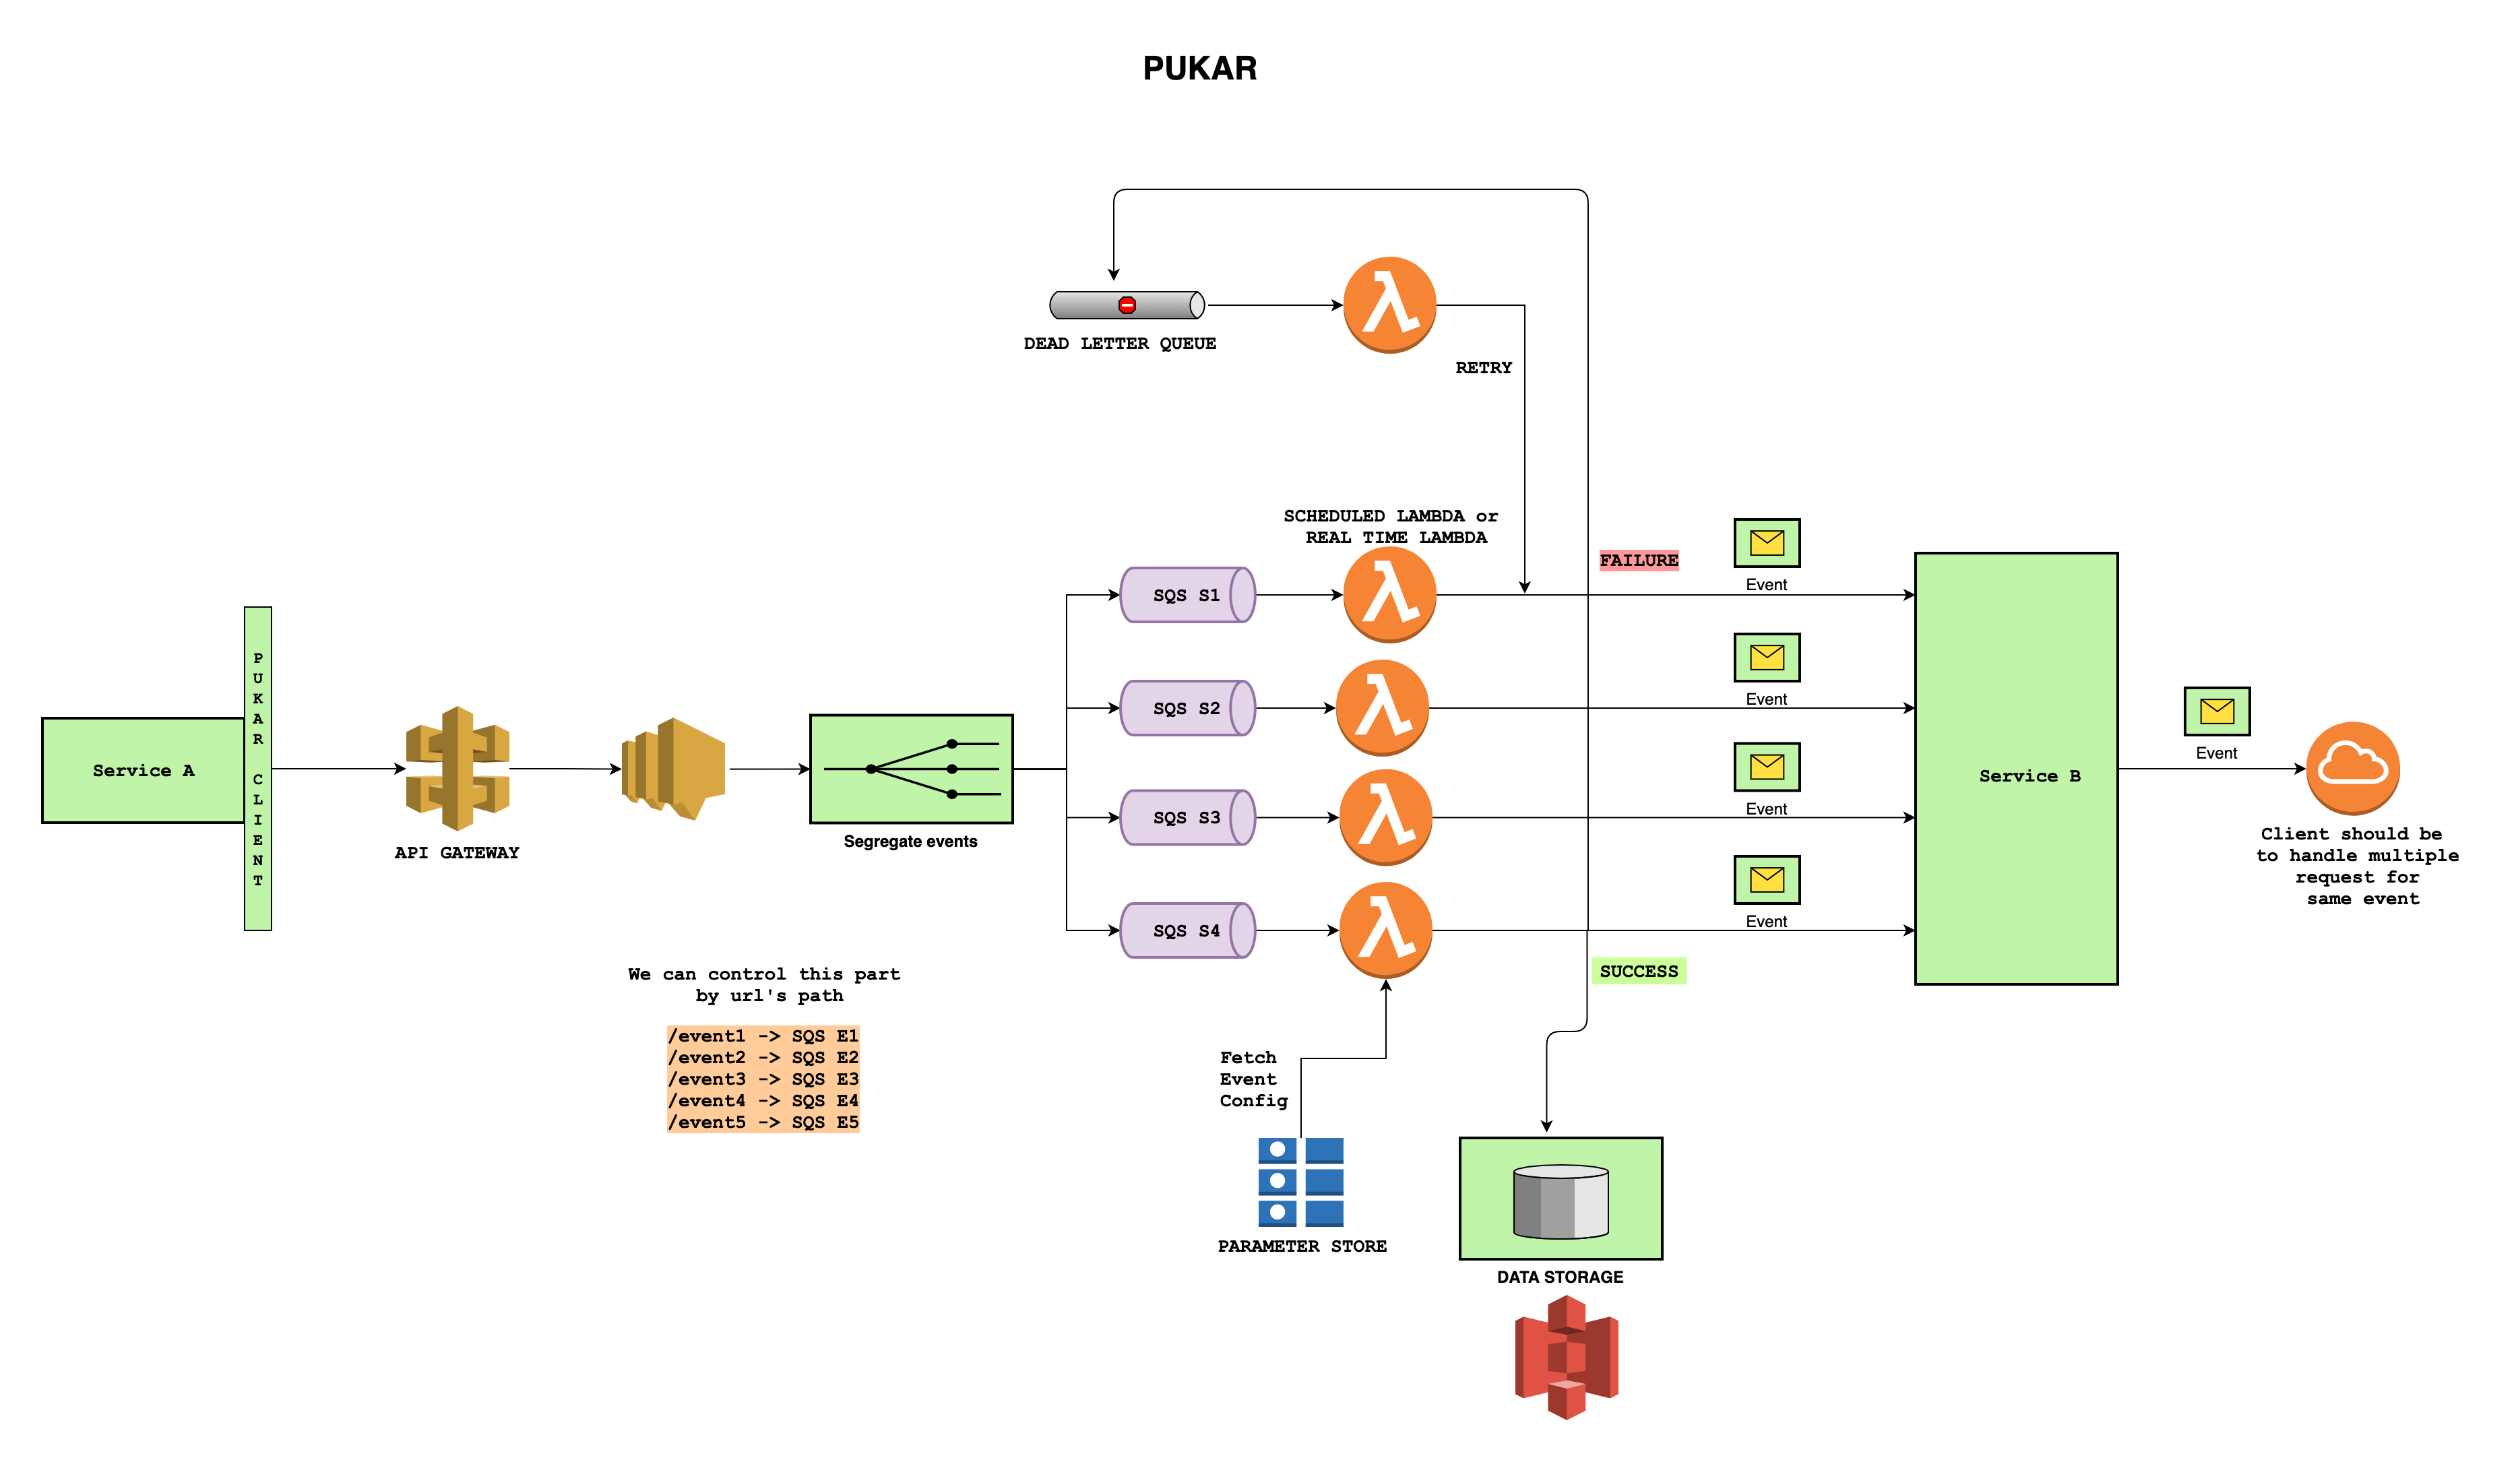 PUKAR
DEAD LETTER QUEUE
RETRY
SCHEDULED LAMBDA or
REAL TIME LAMBDA
FAILURE
Event
Event
Event
Event
SQS S1
SQS S2
SQS S3
SQS S4
Service A
PUKAR CLIENT
API GATEWAY
Segregate events
Service B
Event
Client should be
to handle multiple
request for
same event
We can control this part
by url's path
/event1 -> SQS E1
/event2 -> SQS E2
/event3 -> SQS E3
/event4 -> SQS E4
/event5 -> SQS E5
SUCCESS
Fetch
Event
Config
PARAMETER STORE
DATA STORAGE